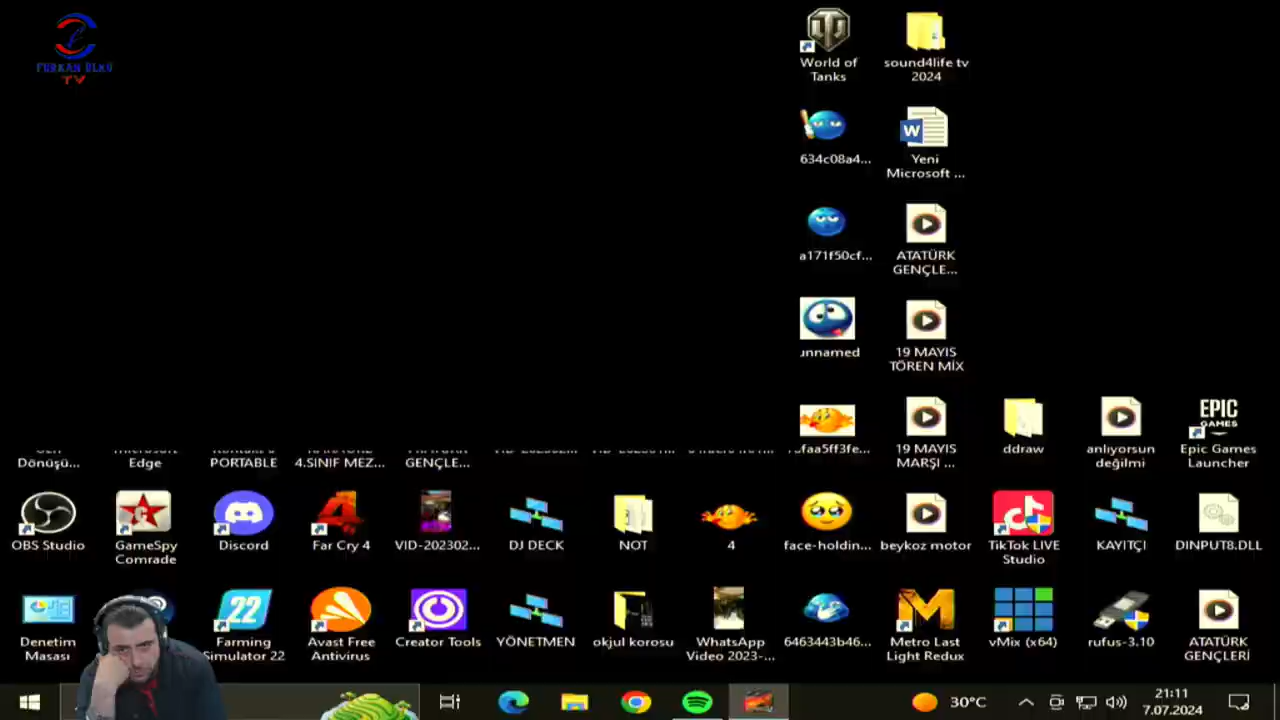 FURKAN ÜLKÜ
TV
World of
Tanks
sound4life tv
2024
634c08a4...
Yeni
Microsoft ...
a171f50cf...
ATATÜRK
GENÇLE...
unnamed
19 MAYIS
TÖREN MİX
EPIC
GAMES
faa5ff3fe...
19 MAYIS
MARŞI ...
ddraw
anlıyorsun
değilmi
Epic Games
Launcher
Dönüşü...
Edge
PORTABLE
4.SINIF MEZ...
GENÇLE...
OBS Studio
GameSpy
Comrade
Discord
4
Far Cry 4
VID-202302...
DJ DECK
NOT
4
face-holdin...
beykoz motor
TikTok LIVE
Studio
KAYITÇI
DINPUT8.DLL
Denetim
Masası
22
Farming
Simulator 22
Avast Free
Antivirus
Creator Tools
YÖNETMEN
okjul korosu
WhatsApp
Video 2023-...
6463443b46...
Metro Last
Light Redux
vMix (x64)
rufus-3.10
ATATÜRK
GENÇLERİ
30°C
21:11
7.07.2024